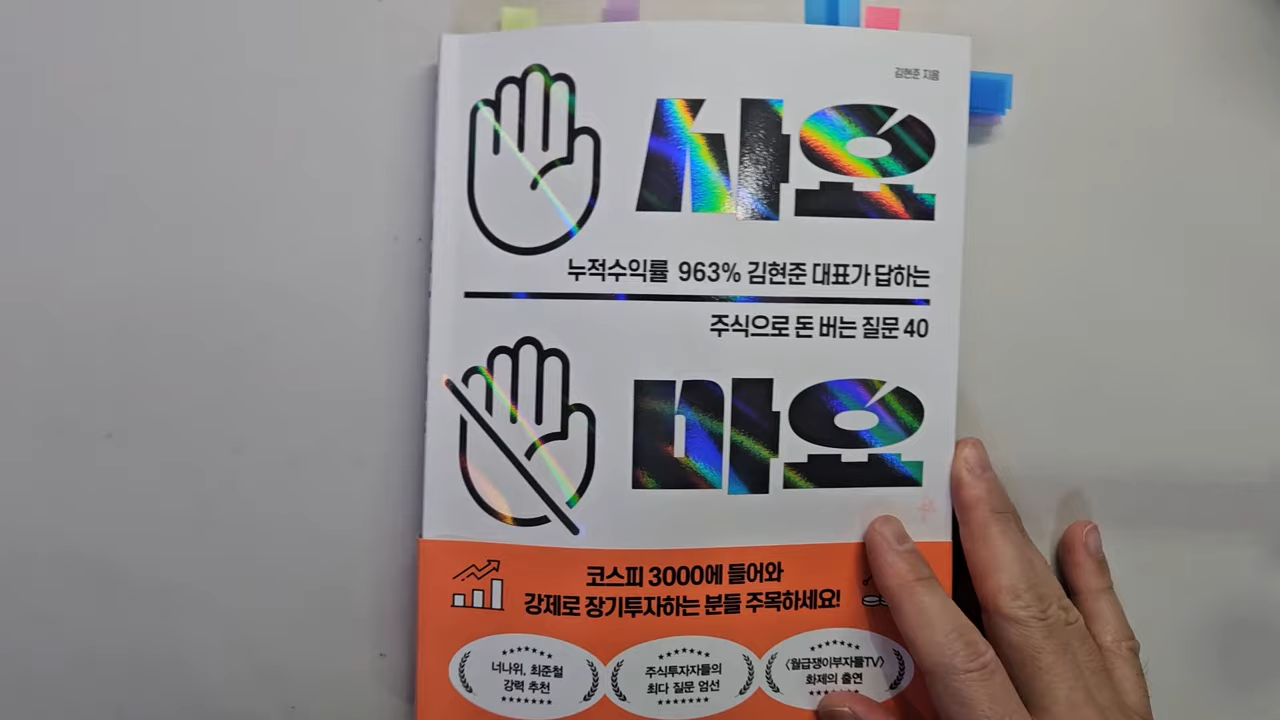 김현준 지음
사요
누적수익률 963% 김현준 대표가 답하는
주식으로 돈 버는 질문 40
마요
코스피 3000에 들어와
강제로 장기투자하는 분들 주목하세요!
너나위, 최준철
강력 추천
주식투자자들의
최다 질문 엄선
〈월급쟁이부자들TV〉
화제의 출연